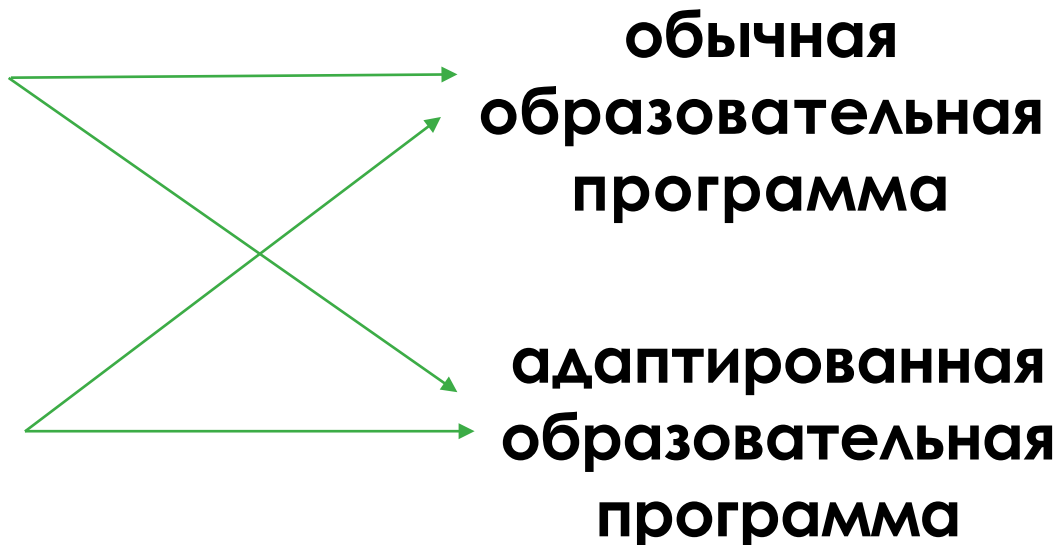 обычная
образовательная
программа
адаптированная
образовательная
программа